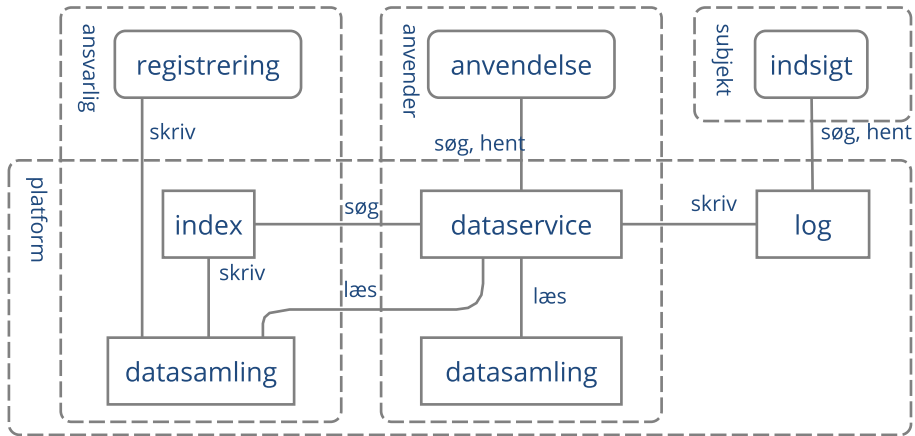 ansvarlig
registrering
anvender
anvendelse
subjekt
indsigt
skriv
søg, hent
søg, hent
platform
index
søg
dataservice
skriv
log
skriv
læs
læs
datasamling
datasamling